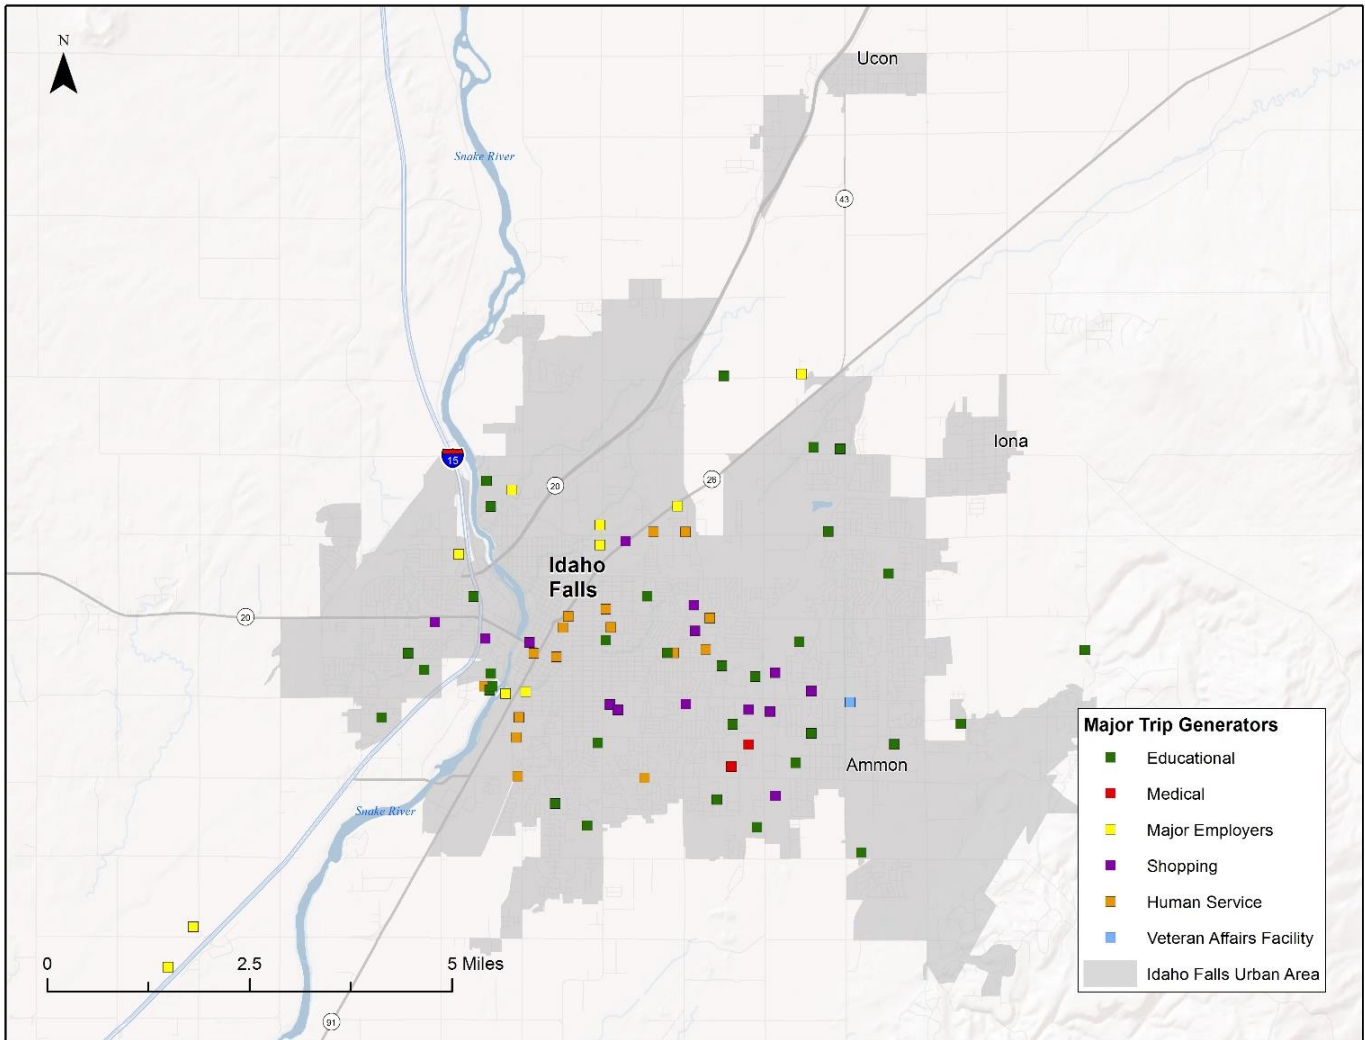 N
Ucon
Snake River
43
Iona
15
20
26
Idaho
Falls
20
Ammon
Snake River
Major Trip Generators
Educational
Medical
Major Employers
Shopping
Human Service
Veteran Affairs Facility
Idaho Falls Urban Area
0 2.5 5 Miles
91